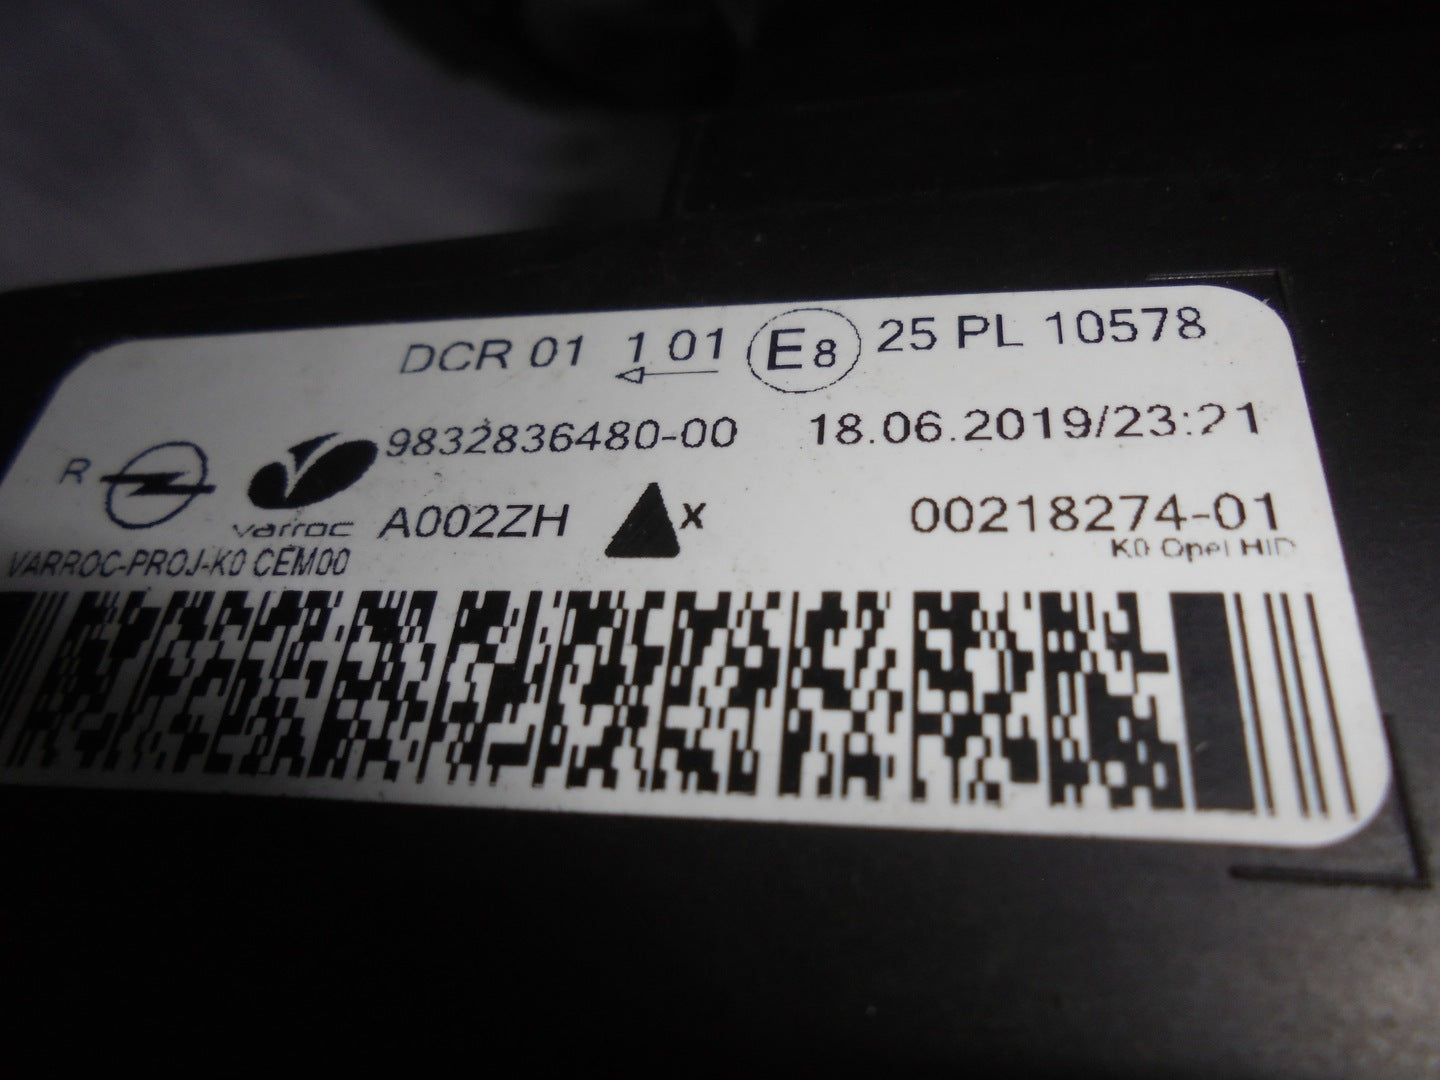 DCR 01 1 01 E8 25 PL 10578
9832836480-00 18.06.2019/23:21
R
varroc A002ZH X 00218274-01
VARROC-PROJ-K0 CEM00 K0 Opel HID